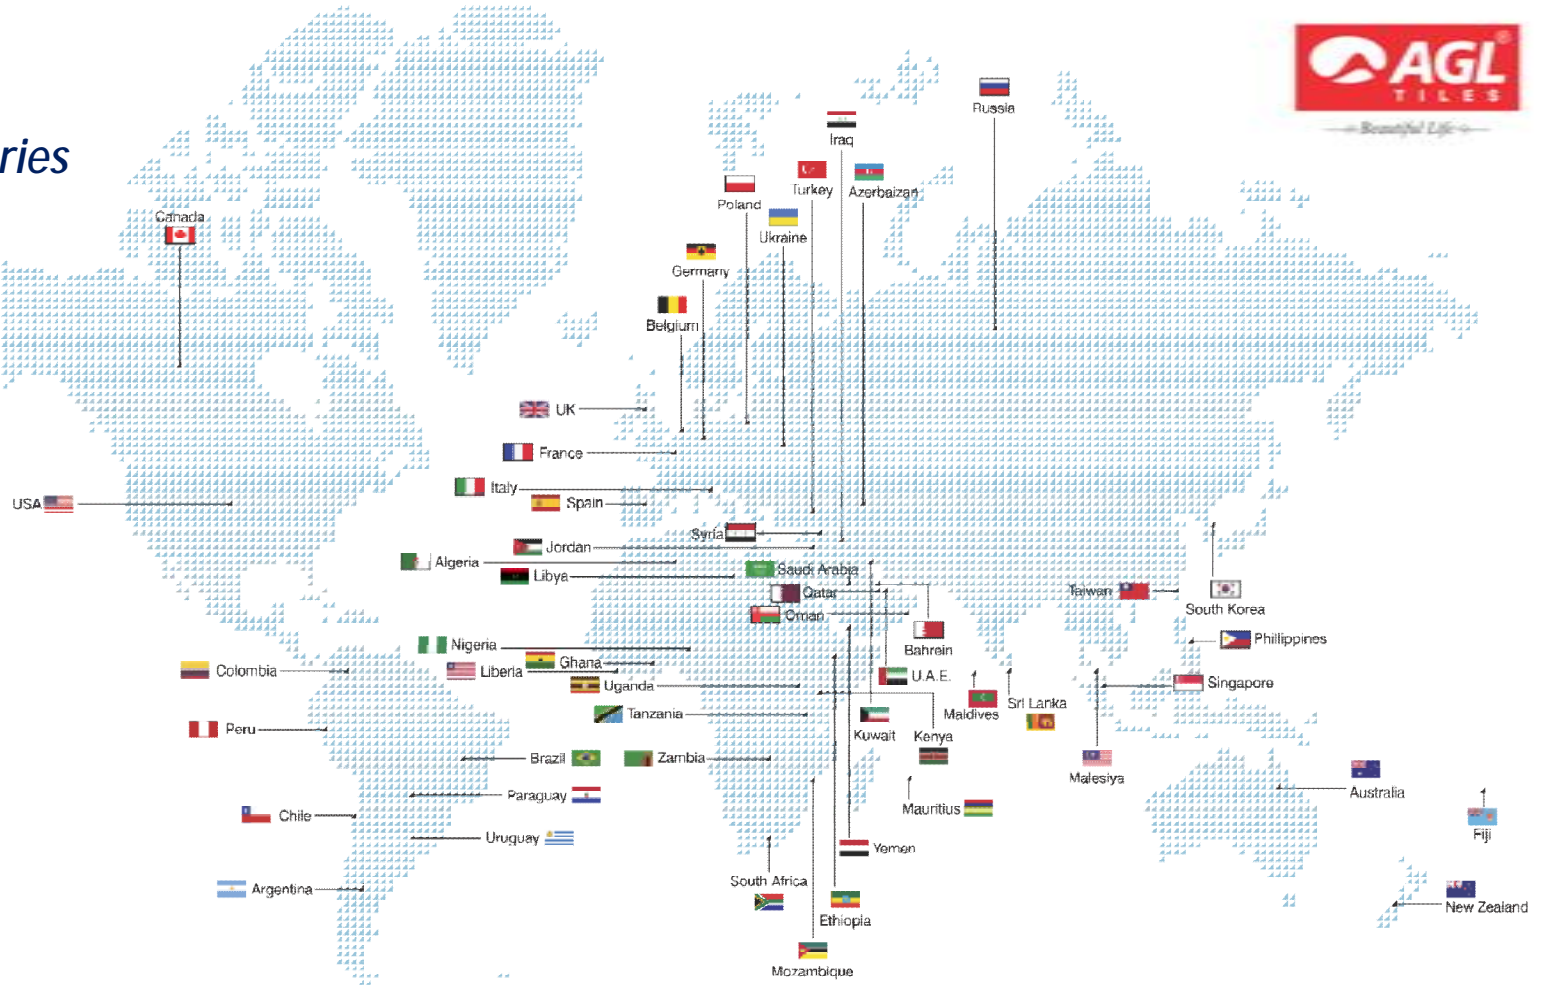 AGL®
TILES
Beautiful Life
ries
Russia
Iraq
Turkey
Azerbaizan
Poland
Canada
Ukraine
Germany
Belgium
UK
France
Italy
Spain
USA
Syria
Jordan
Algeria
Saudi Arabia
Libya
Taiwan
Qatar
South Korea
Oman
Phillippines
Nigeria
Bahrein
Ghana
Colombia
Liberia
U.A.E.
Uganda
Singapore
Sri Lanka
Tanzania
Maldives
Peru
Kuwait
Kenya
Brazil
Zambia
Malesiya
Australia
Paraguay
Mauritius
Chile
Fiji
Uruguay
Yemen
South Africa
Argentina
New Zealand
Ethiopia
Mozambique